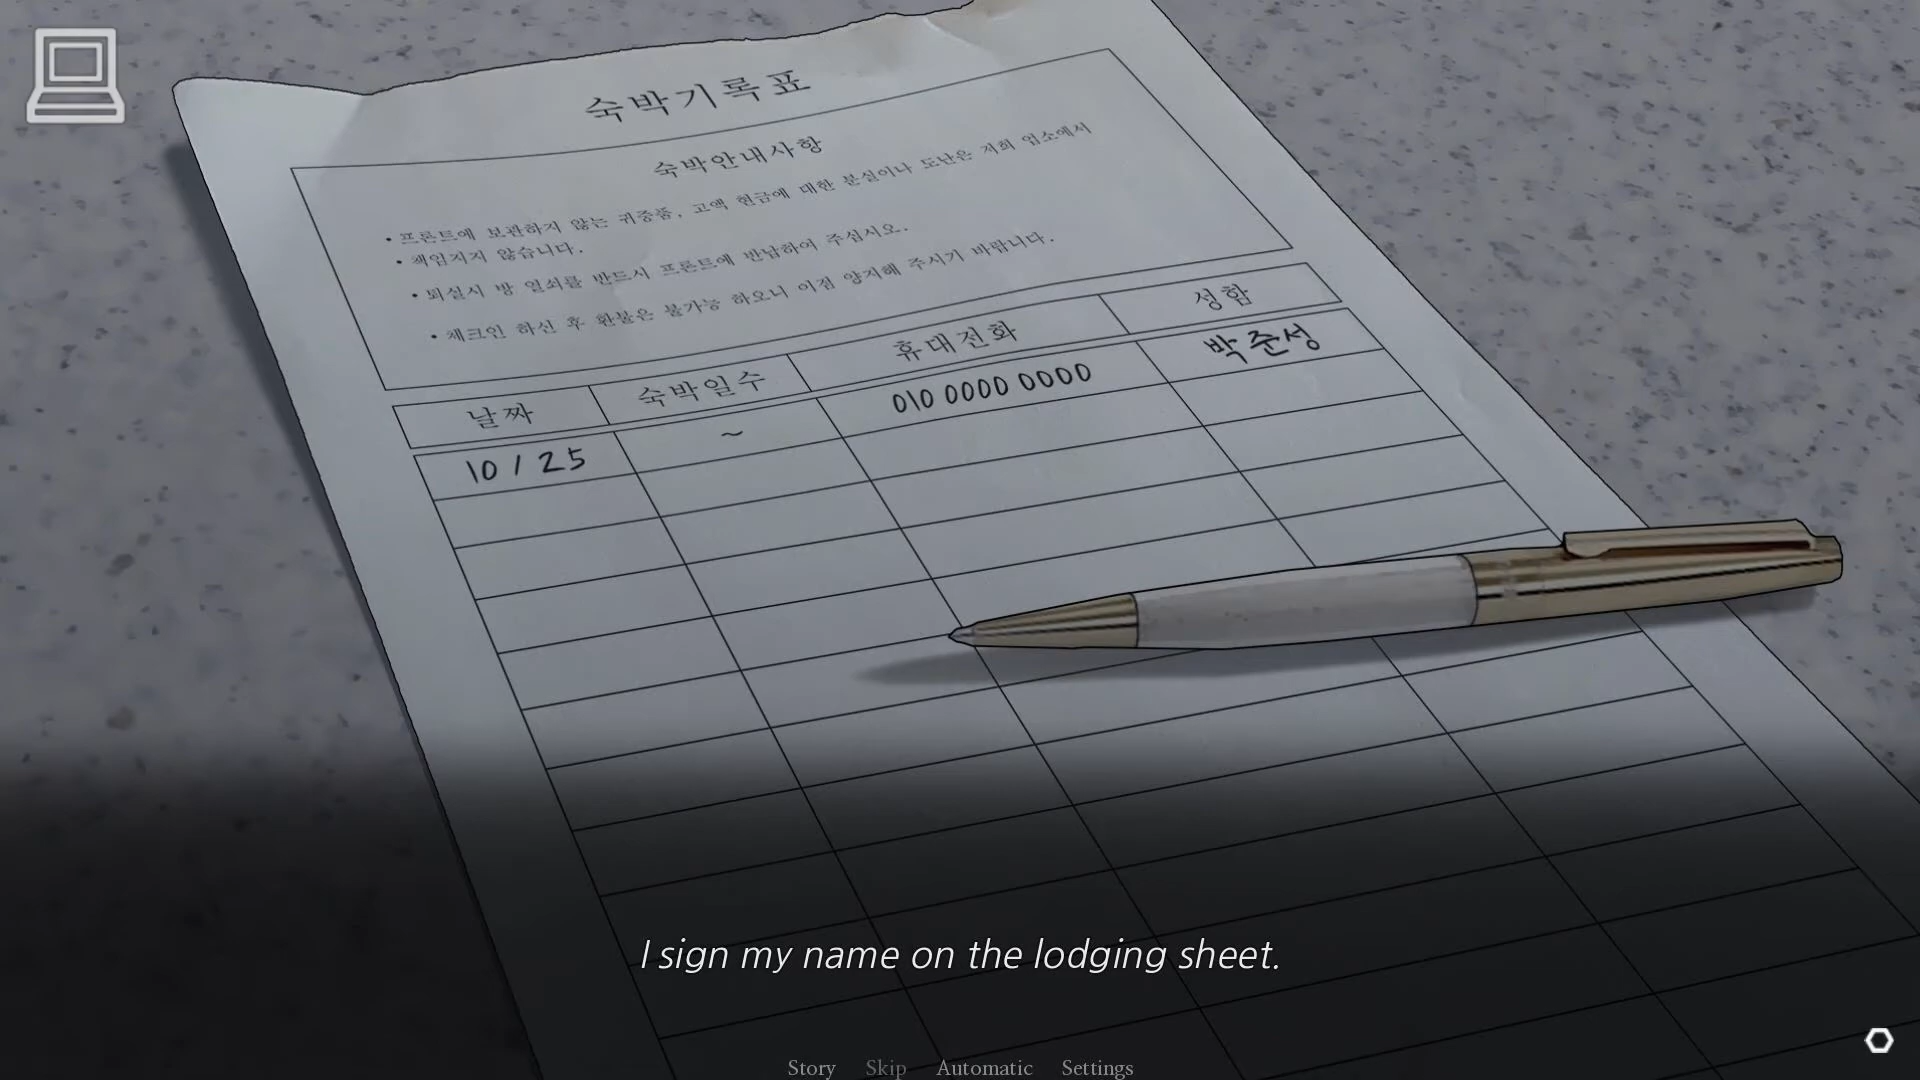 숙박기록표
숙박안내사항
• 프론트에 보관하지 않는 귀중품, 고액 현금에 대한 분실이나 도난은 저희 업소에서
• 책임지지 않습니다.
• 퇴실시 방 열쇠를 반드시 프론트에 반납하여 주십시오.
• 체크인 하신 후 환불은 불가능 하오니 이점 양지해 주시기 바랍니다.
날짜 숙박일수 휴대전화 성함
10 / 25 ~ 010 0000 0000 박준성
I sign my name on the lodging sheet.
Story Skip Automatic Settings